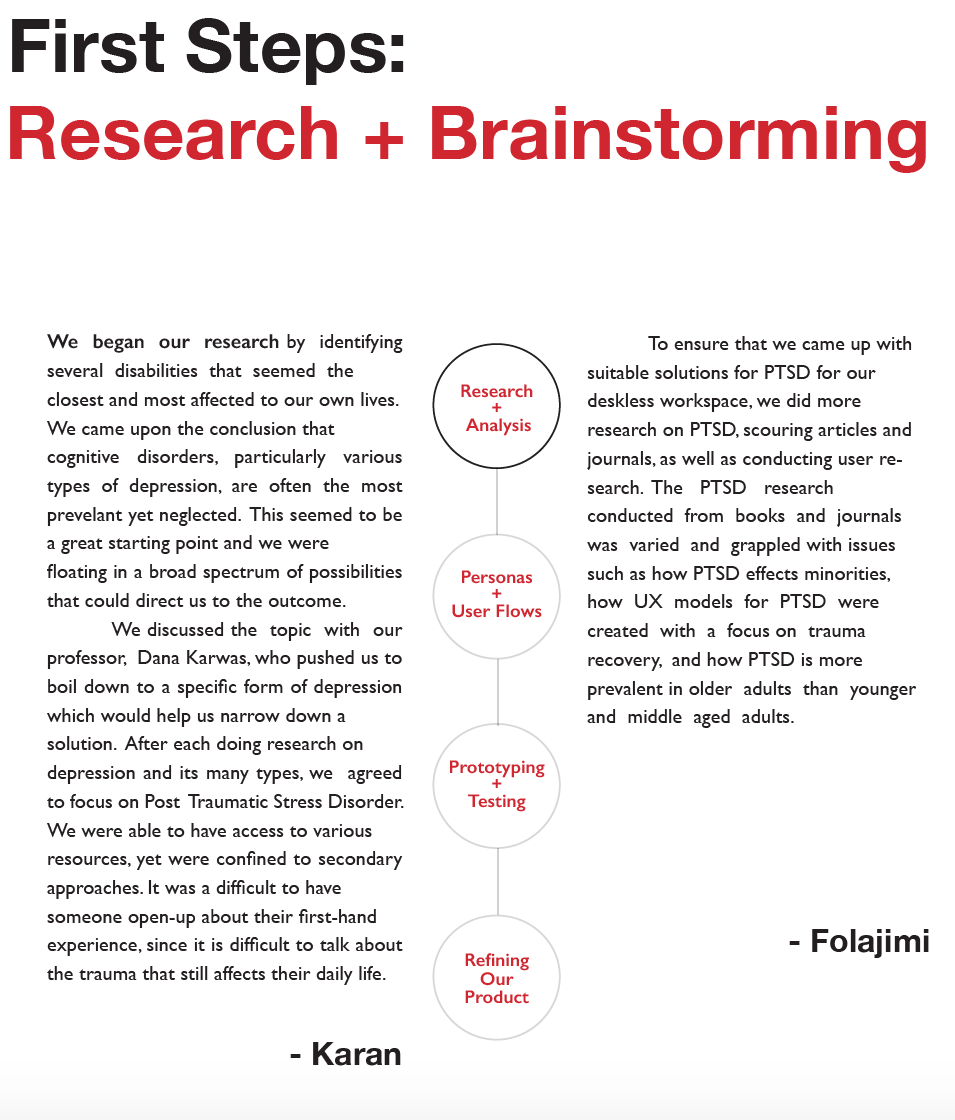 First Steps:
Research + Brainstorming
We began our research by identifying
several disabilities that seemed the
closest and most affected to our own lives.
We came upon the conclusion that
cognitive disorders, particularly various
types of depression, are often the most
prevelant yet neglected. This seemed to be
a great starting point and we were
floating in a broad spectrum of possibilities
that could direct us to the outcome.
We discussed the topic with our
professor, Dana Karwas, who pushed us to
boil down to a specific form of depression
which would help us narrow down a
solution. After each doing research on
depression and its many types, we agreed
to focus on Post Traumatic Stress Disorder.
We were able to have access to various
resources, yet were confined to secondary
approaches. It was a difficult to have
someone open-up about their first-hand
experience, since it is difficult to talk about
the trauma that still affects their daily life.
- Karan
Research
+
Analysis
Personas
+
User Flows
Prototyping
+
Testing
Refining
Our
Product
To ensure that we came up with
suitable solutions for PTSD for our
deskless workspace, we did more
research on PTSD, scouring articles and
journals, as well as conducting user re-
search. The PTSD research
conducted from books and journals
was varied and grappled with issues
such as how PTSD effects minorities,
how UX models for PTSD were
created with a focus on trauma
recovery, and how PTSD is more
prevalent in older adults than younger
and middle aged adults.
- Folajimi